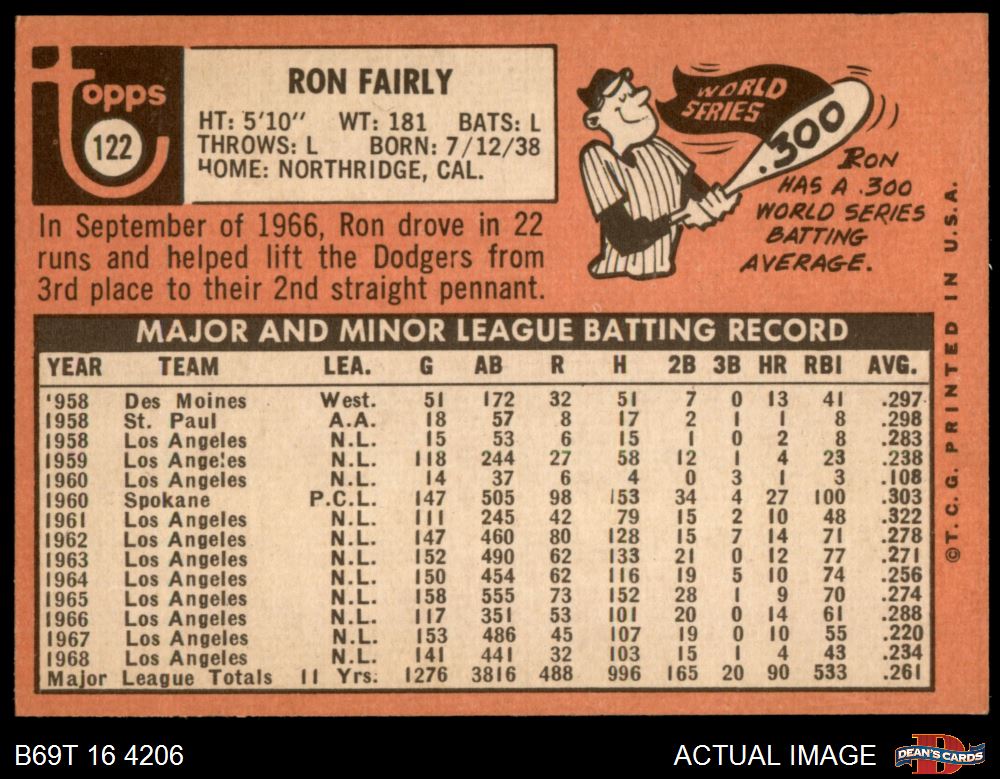 topps
122
RON FAIRLY
HT: 5'10" WT: 181 BATS: L
THROWS: L BORN: 7/12/38
HOME: NORTHRIDGE, CAL.
WORLD SERIES
.300
RON
HAS A .300
WORLD SERIES
BATTING
AVERAGE.
In September of 1966, Ron drove in 22
runs and helped lift the Dodgers from
3rd place to their 2nd straight pennant.
MAJOR AND MINOR LEAGUE BATTING RECORD
YEAR TEAM LEA. G AB R H 2B 3B HR RBI AVG.
'958 Des Moines West. 51 172 32 51 7 0 13 41 .297
1958 St. Paul A.A. 18 57 8 17 2 1 1 8 .298
1958 Los Angeles N.L. 15 53 6 15 1 0 2 8 .283
1959 Los Angeles N.L. 118 244 27 58 12 1 4 23 .238
1960 Los Angeles N.L. 14 37 6 4 0 3 1 3 .108
1960 Spokane P.C.L. 147 505 98 153 34 4 27 100 .303
1961 Los Angeles N.L. 111 245 42 79 15 2 10 48 .322
1962 Los Angeles N.L. 147 460 80 128 15 7 14 71 .278
1963 Los Angeles N.L. 152 490 62 133 21 0 12 77 .271
1964 Los Angeles N.L. 150 454 62 116 19 5 10 74 .256
1965 Los Angeles N.L. 158 555 73 152 28 1 9 70 .274
1966 Los Angeles N.L. 117 351 53 101 20 0 14 61 .288
1967 Los Angeles N.L. 153 486 45 107 19 0 10 55 .220
1968 Los Angeles N.L. 141 441 32 103 15 1 4 43 .234
Major League Totals 11 Yrs. 1276 3816 488 996 165 20 90 533 .261
©T.C.G. PRINTED IN U.S.A.
B69T 16 4206
ACTUAL IMAGE
DEAN'S CARDS